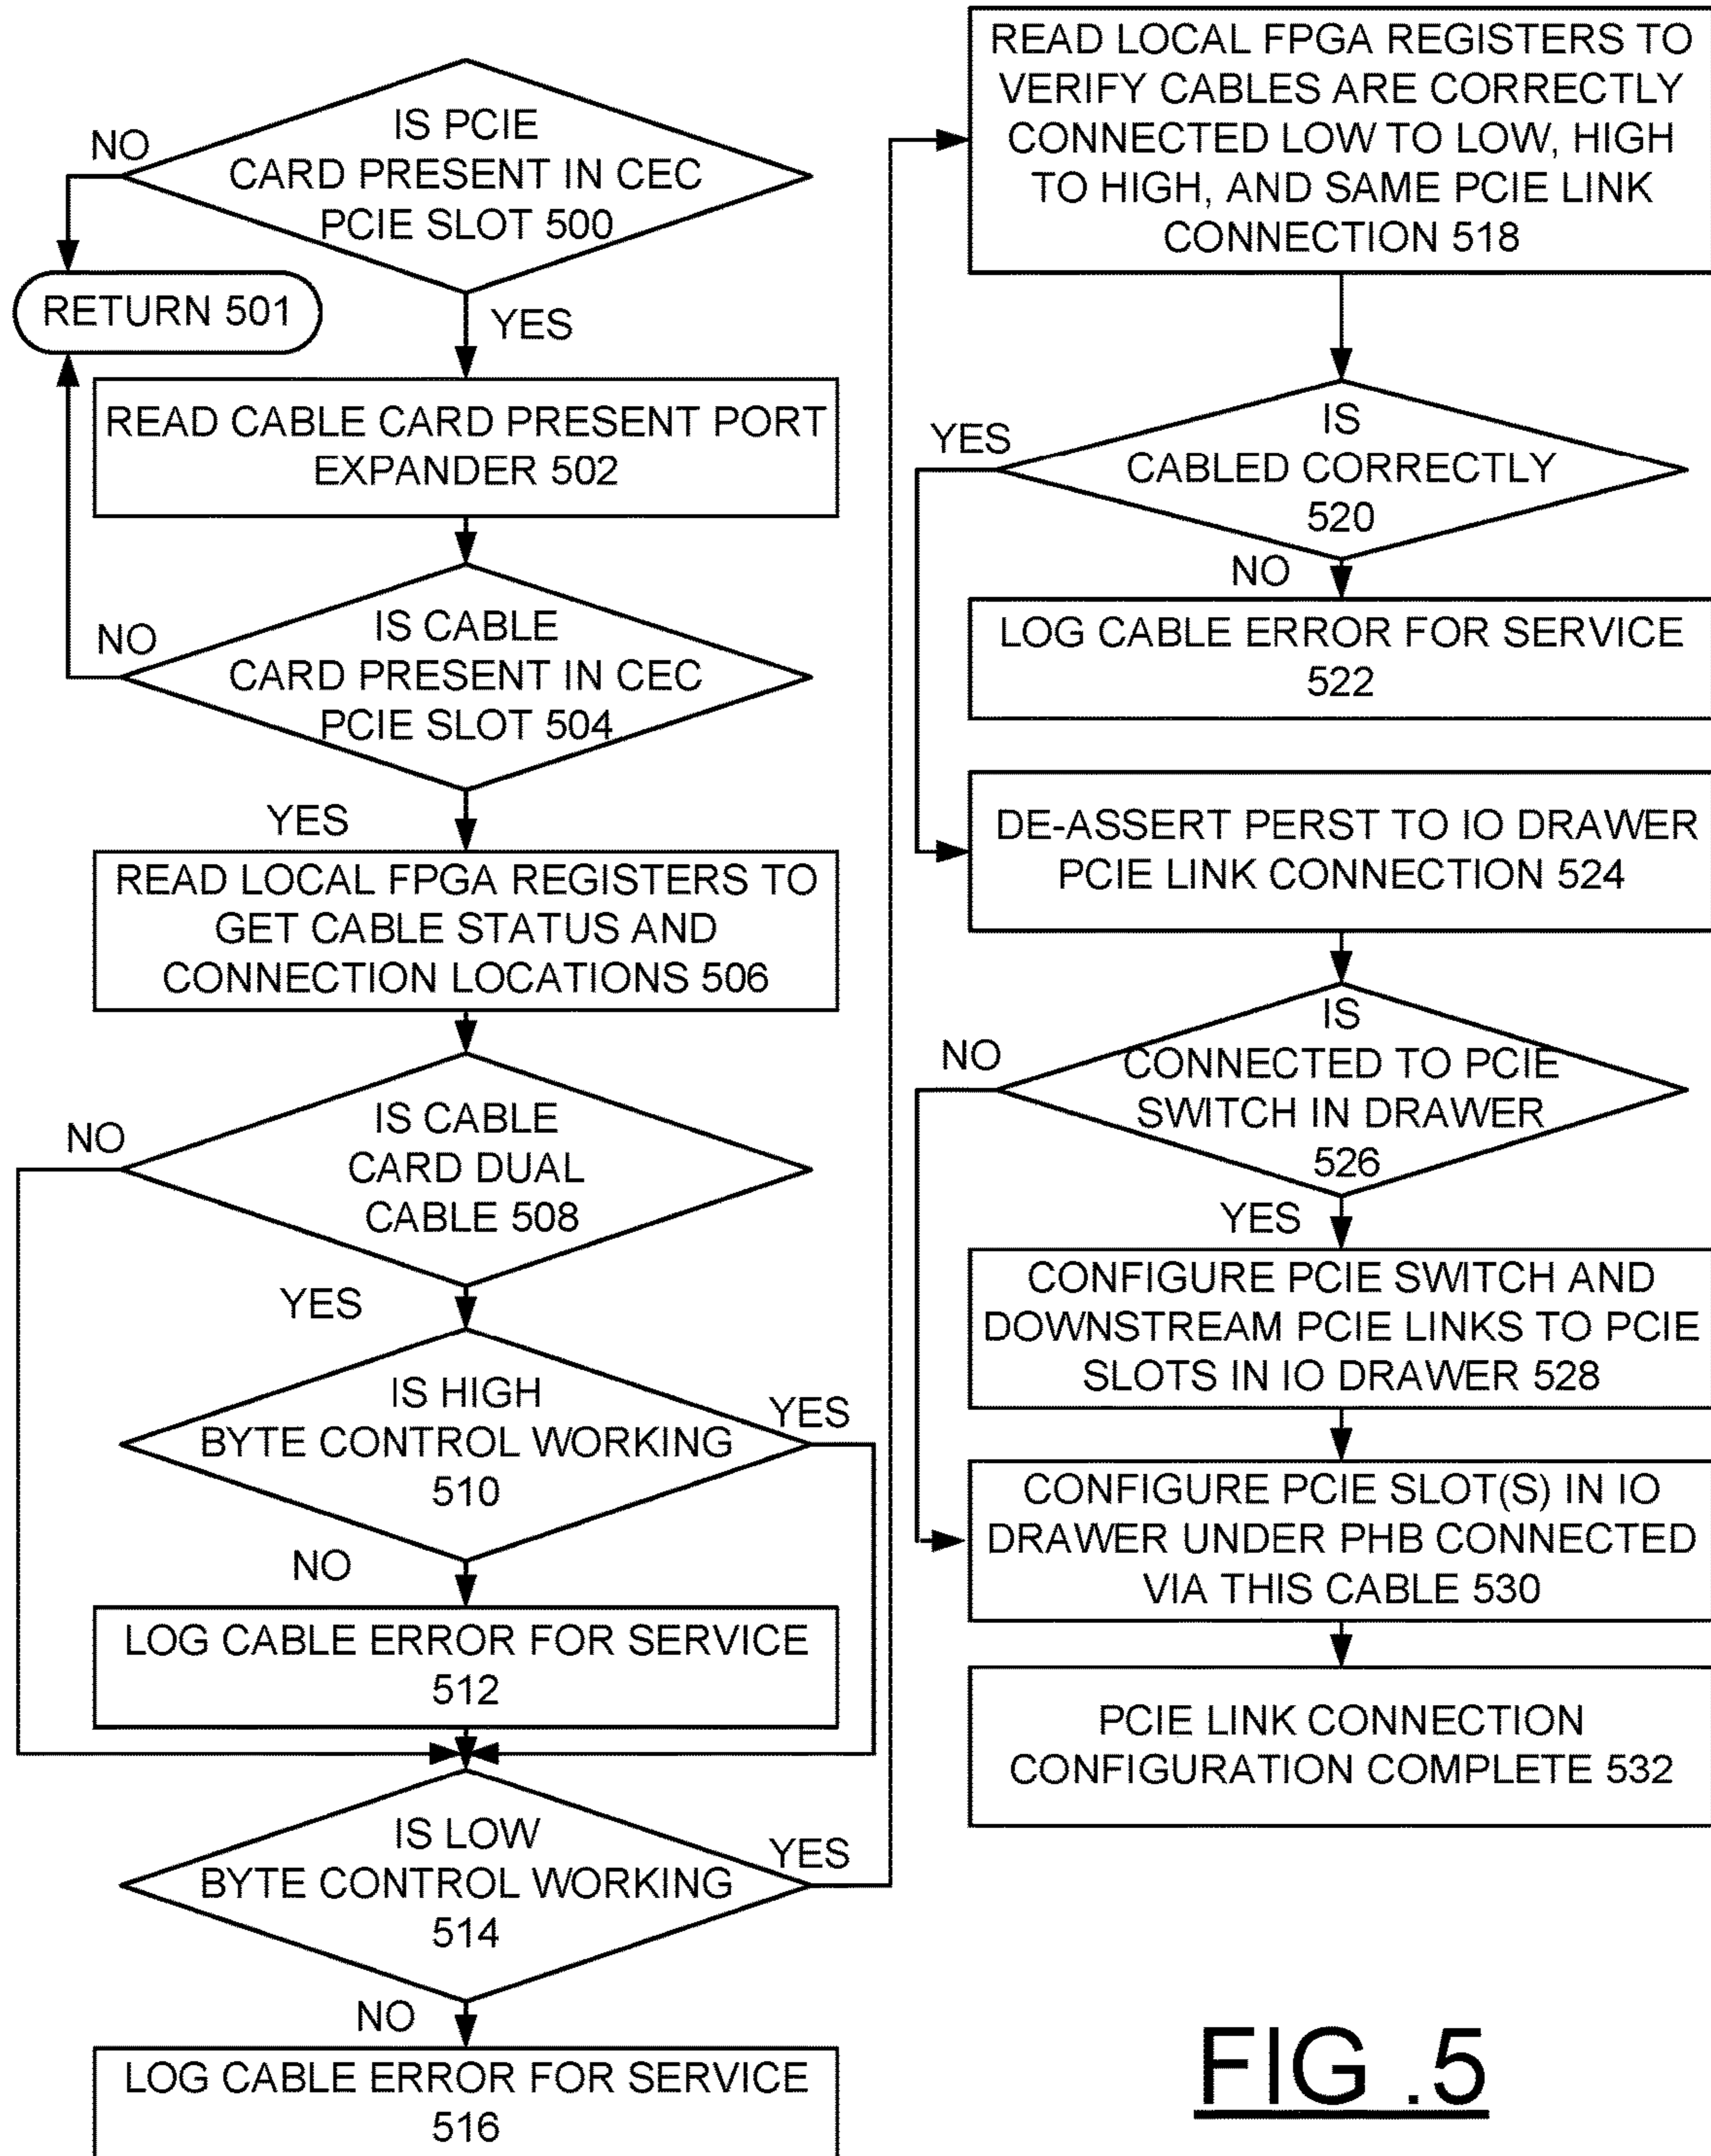 IS PCIE
CARD PRESENT IN CEC
PCIE SLOT 500
NO
RETURN 501
YES
READ CABLE CARD PRESENT PORT
EXPANDER 502
IS CABLE
CARD PRESENT IN CEC
PCIE SLOT 504
NO
YES
READ LOCAL FPGA REGISTERS TO
GET CABLE STATUS AND
CONNECTION LOCATIONS 506
IS CABLE
CARD DUAL
CABLE 508
NO
YES
IS HIGH
BYTE CONTROL WORKING
510
YES
NO
LOG CABLE ERROR FOR SERVICE
512
IS LOW
BYTE CONTROL WORKING
514
YES
NO
LOG CABLE ERROR FOR SERVICE
516
READ LOCAL FPGA REGISTERS TO
VERIFY CABLES ARE CORRECTLY
CONNECTED LOW TO LOW, HIGH
TO HIGH, AND SAME PCIE LINK
CONNECTION 518
IS
CABLED CORRECTLY
520
YES
NO
LOG CABLE ERROR FOR SERVICE
522
DE-ASSERT PERST TO IO DRAWER
PCIE LINK CONNECTION 524
IS
CONNECTED TO PCIE
SWITCH IN DRAWER
526
NO
YES
CONFIGURE PCIE SWITCH AND
DOWNSTREAM PCIE LINKS TO PCIE
SLOTS IN IO DRAWER 528
CONFIGURE PCIE SLOT(S) IN IO
DRAWER UNDER PHB CONNECTED
VIA THIS CABLE 530
PCIE LINK CONNECTION
CONFIGURATION COMPLETE 532
FIG .5